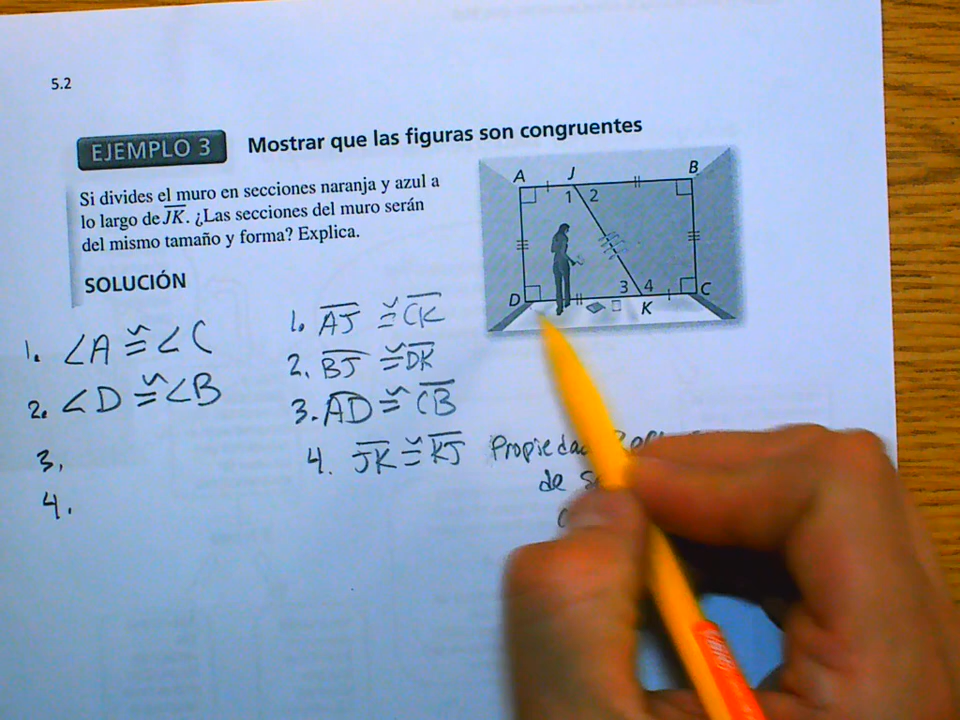 5.2
EJEMPLO 3 Mostrar que las figuras son congruentes
Si divides el muro en secciones naranja y azul a
lo largo de JK. ¿Las secciones del muro serán
del mismo tamaño y forma? Explica.
SOLUCIÓN
A J B
1 2
3 4
D K C
1. ∠A ≅ ∠C
2. ∠D ≅ ∠B
3.
4.
1. AJ ≅ CK
2. BJ ≅ DK
3. AD ≅ CB
4. JK ≅ KJ
de